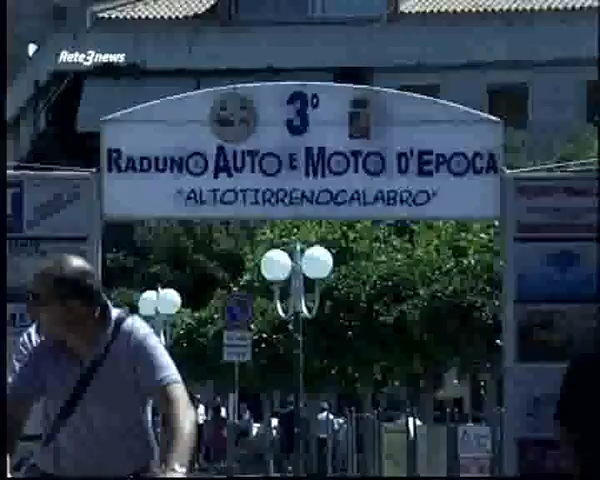 Rete3news
3°
RADUNO AUTO E MOTO D'EPOCA
"ALTOTIRRENOCALABRO"